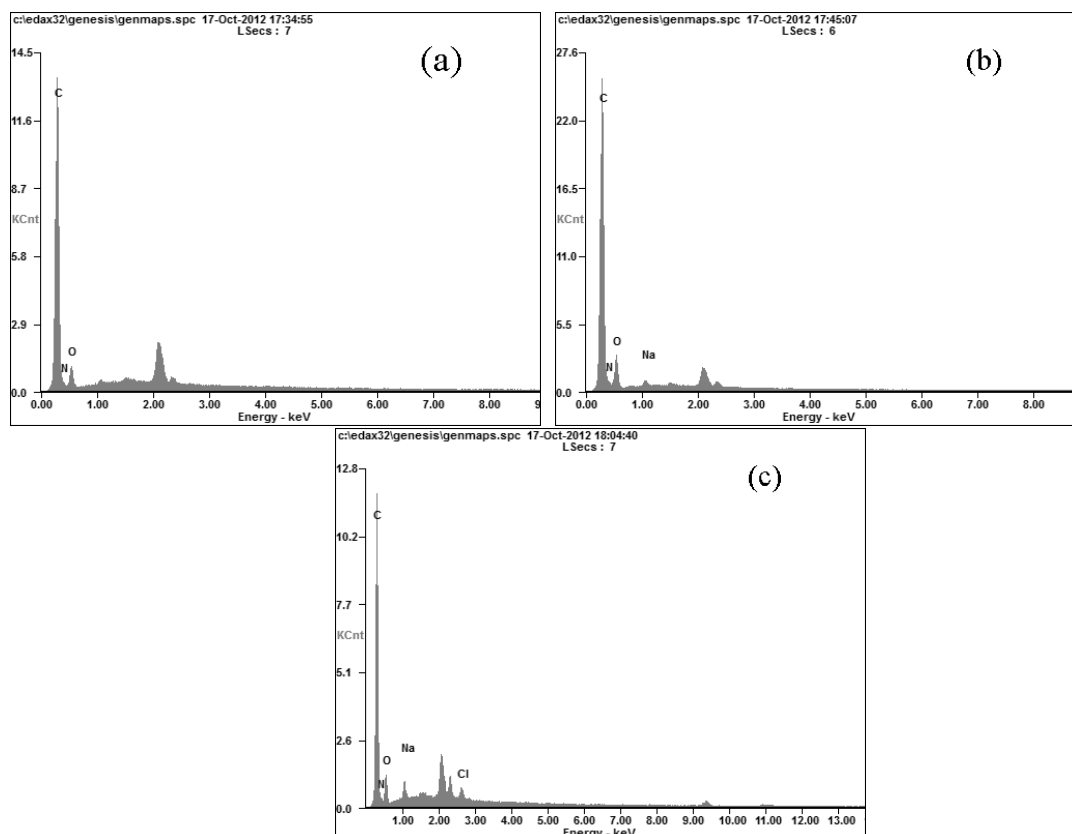 c:\edax32\genesis\genmaps.spc 17-Oct-2012 17:34:55
LSecs : 7
(a)
14.5
C
11.6
8.7
KCnt
5.8
2.9
O
N
0.0
0.00 1.00 2.00 3.00 4.00 5.00 6.00 7.00 8.00 9
Energy - keV
c:\edax32\genesis\genmaps.spc 17-Oct-2012 17:45:07
LSecs : 6
(b)
27.6
C
22.0
16.5
KCnt
11.0
5.5
O
Na
N
0.0
0.00 1.00 2.00 3.00 4.00 5.00 6.00 7.00 8.00
Energy - keV
c:\edax32\genesis\genmaps.spc 17-Oct-2012 18:04:40
LSecs : 7
(c)
12.8
C
10.2
7.7
KCnt
5.1
2.6
Na
O
Cl
N
0.0
1.00 2.00 3.00 4.00 5.00 6.00 7.00 8.00 9.00 10.00 11.00 12.00 13.00
Energy - keV